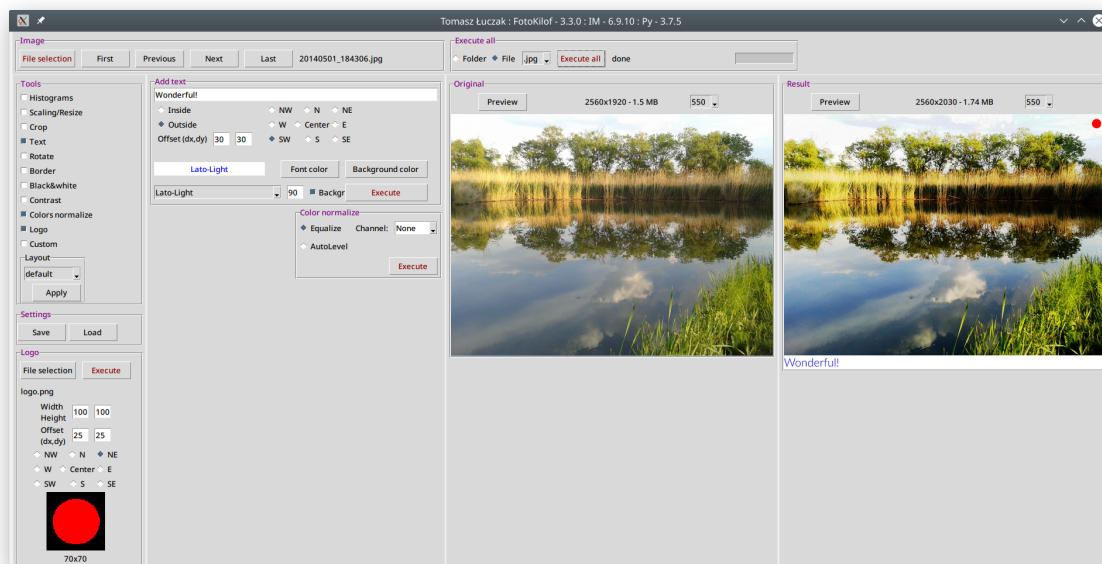 Tomasz Łuczak : FotoKilof - 3.3.0 : IM - 6.9.10 : Py - 3.7.5
Image
File selection First Previous Next Last 20140501_184306.jpg
Execute all
Folder File .jpg Execute all done
Tools
Histograms
Scaling/Resize
Crop
Text
Rotate
Border
Black&white
Contrast
Colors normalize
Logo
Custom
Layout
default
Apply
Settings
Save Load
Logo
File selection Execute
logo.png
Width
Height
100 100
Offset
(dx,dy)
25 25
NW N NE
W Center E
SW S SE
70x70
Add text
Wonderful!
Inside NW N NE
Outside W Center E
Offset (dx,dy) 30 30 SW S SE
Lato-Light Font color Background color
Lato-Light 90 Backgr Execute
Color normalize
Equalize Channel: None
AutoLevel
Execute
Original
Preview 2560x1920 - 1.5 MB 550
Result
Preview 2560x2030 - 1.74 MB 550
Wonderful!